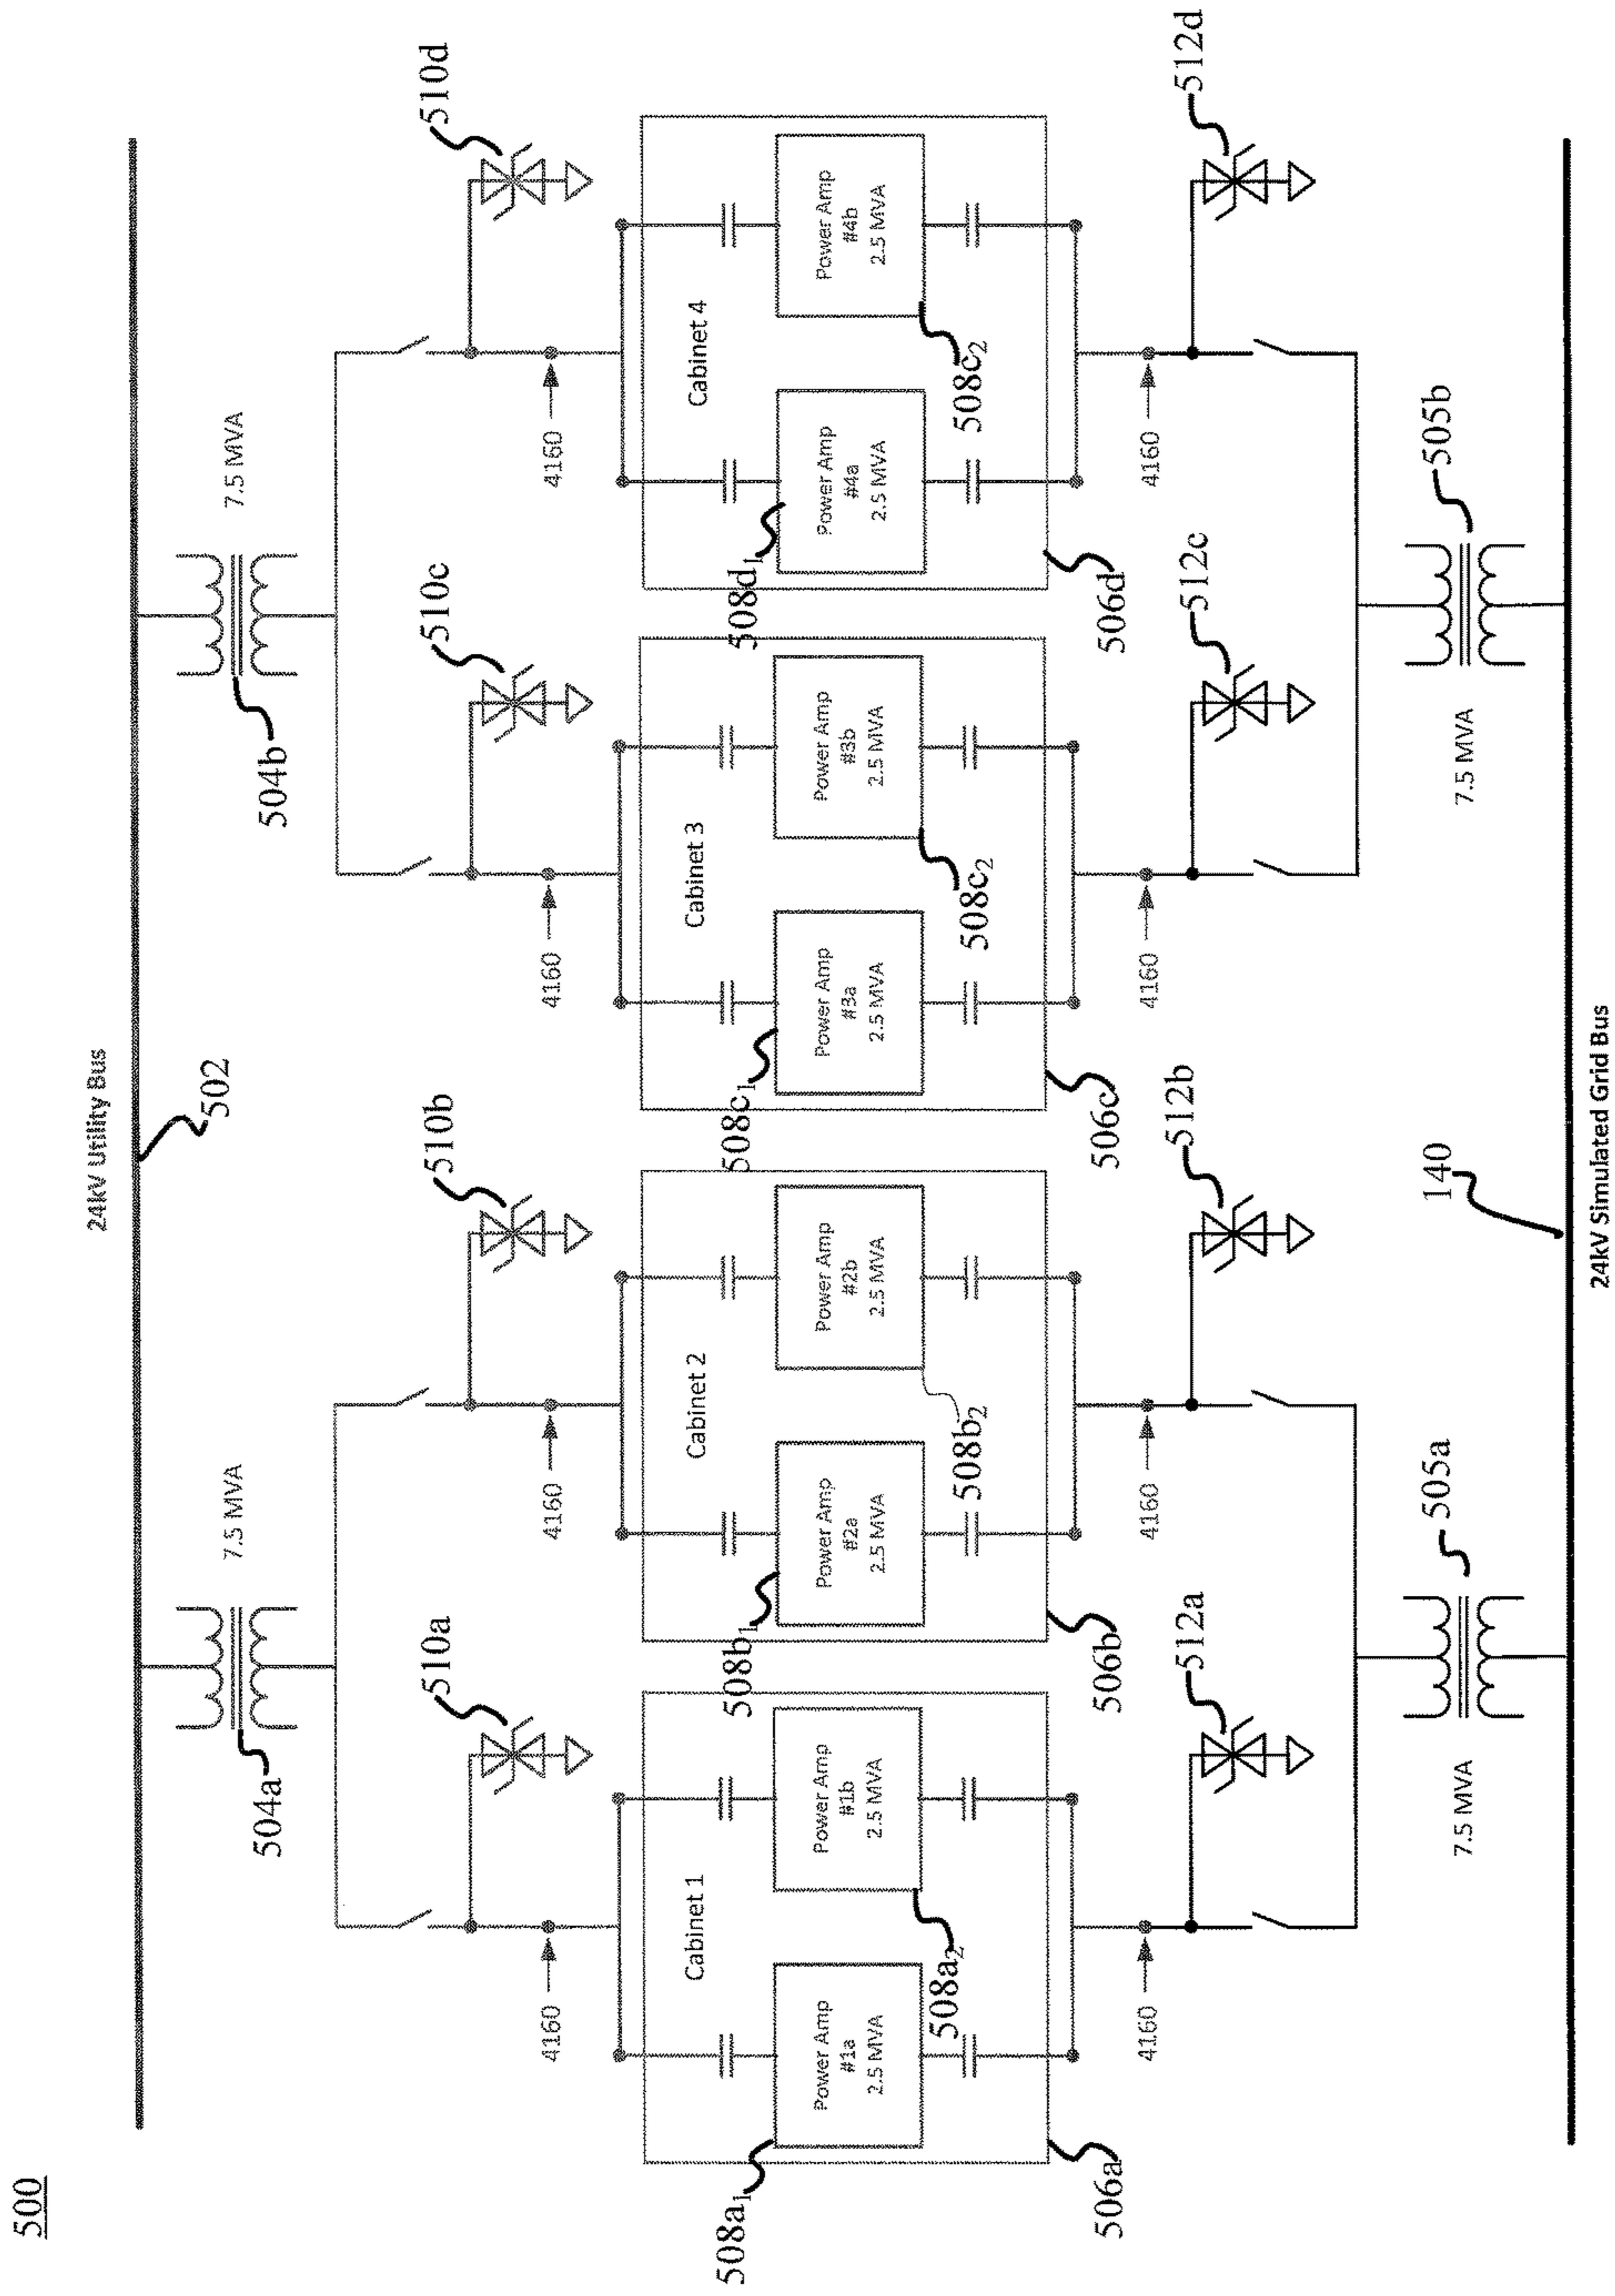 500
24kV Utility Bus
502
7.5 MVA
7.5 MVA
504a
504b
510a
510b
510c
510d
4160
4160
4160
4160
Cabinet 1
Cabinet 2
Cabinet 3
Cabinet 4
508a1
508b1
508c1
508d1
Power Amp
#1a
2.5 MVA
Power Amp
#1b
2.5 MVA
Power Amp
#2a
2.5 MVA
Power Amp
#2b
2.5 MVA
Power Amp
#3a
2.5 MVA
Power Amp
#3b
2.5 MVA
Power Amp
#4a
2.5 MVA
Power Amp
#4b
2.5 MVA
508a2
508b2
508c2
508c2
506a
506b
506c
506d
4160
4160
4160
4160
512a
512b
512c
512d
505a
140
505b
7.5 MVA
7.5 MVA
24kV Simulated Grid Bus